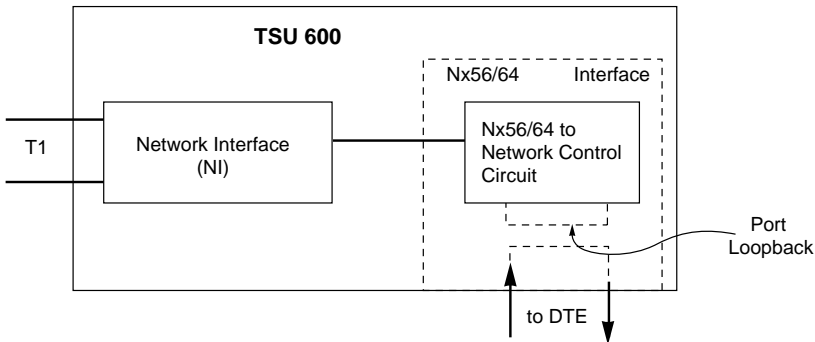 TSU 600
Nx56/64 Interface
T1
Network Interface
(NI)
Nx56/64 to
Network Control
Circuit
Port
Loopback
to DTE